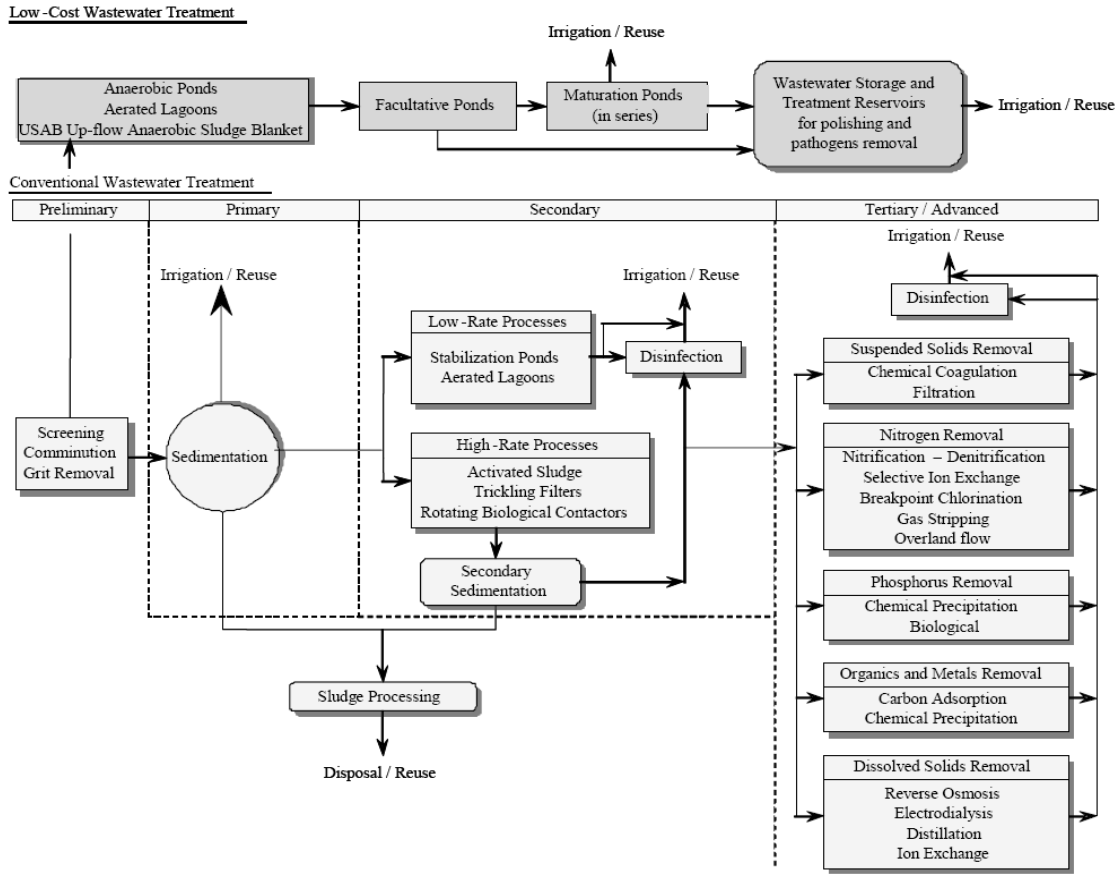 Low-Cost Wastewater Treatment
Irrigation / Reuse
Anaerobic Ponds
Aerated Lagoons
USAB Up-flow Anaerobic Sludge Blanket
Facultative Ponds
Maturation Ponds
(in series)
Wastewater Storage and
Treatment Reservoirs
for polishing and
pathogens removal
Irrigation / Reuse
Conventional Wastewater Treatment
Preliminary
Primary
Secondary
Tertiary / Advanced
Screening
Comminution
Grit Removal
Irrigation / Reuse
Sedimentation
Irrigation / Reuse
Low-Rate Processes
Stabilization Ponds
Aerated Lagoons
Disinfection
High-Rate Processes
Activated Sludge
Trickling Filters
Rotating Biological Contactors
Secondary
Sedimentation
Sludge Processing
Disposal / Reuse
Irrigation / Reuse
Disinfection
Suspended Solids Removal
Chemical Coagulation
Filtration
Nitrogen Removal
Nitrification – Denitrification
Selective Ion Exchange
Breakpoint Chlorination
Gas Stripping
Overland flow
Phosphorus Removal
Chemical Precipitation
Biological
Organics and Metals Removal
Carbon Adsorption
Chemical Precipitation
Dissolved Solids Removal
Reverse Osmosis
Electrodialysis
Distillation
Ion Exchange